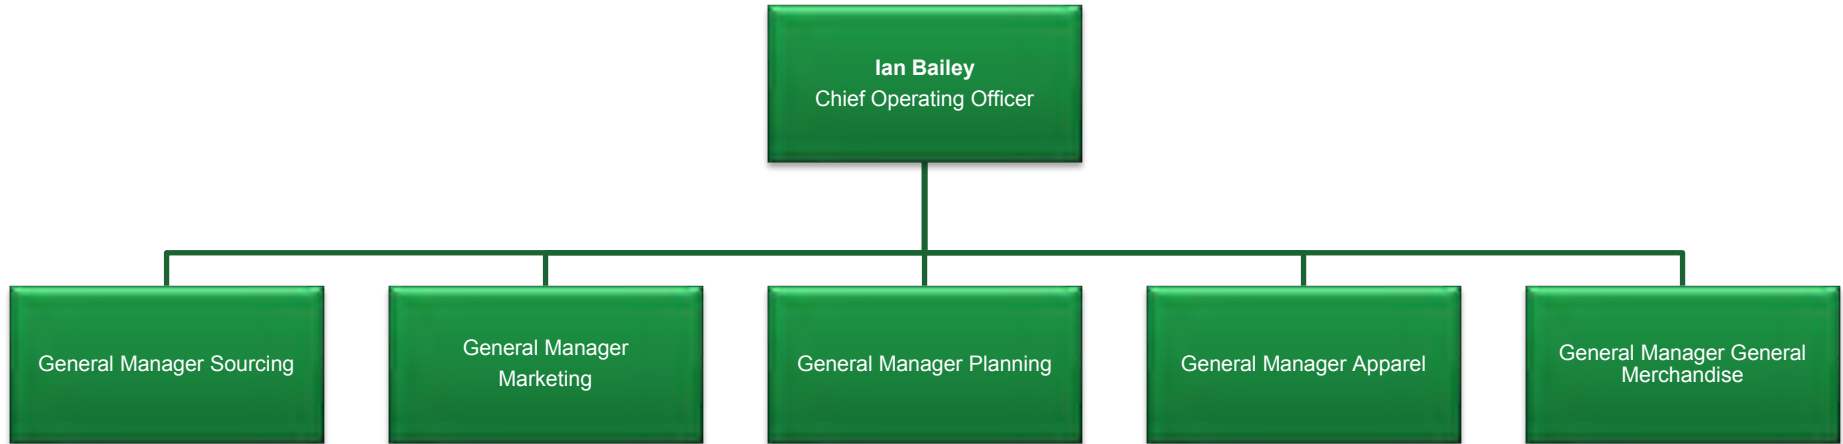 Ian Bailey
Chief Operating Officer
General Manager Sourcing
General Manager
Marketing
General Manager Planning
General Manager Apparel
General Manager General
Merchandise